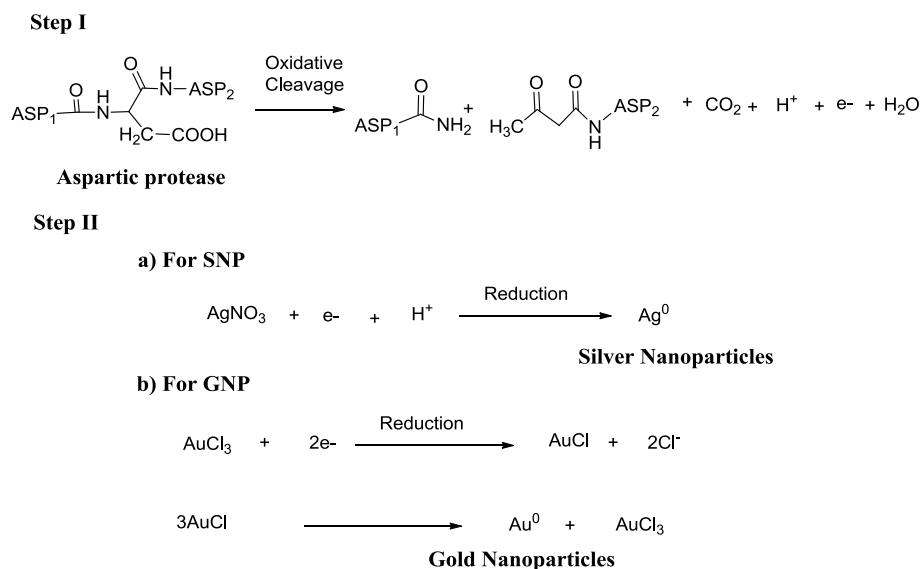 Step I
Oxidative
Cleavage
O
O
H
N
ASP₂
ASP₁
H
N
H₂C
COOH
O
ASP₁
NH₂
+
O
O
H₃C
N
H
ASP₂
+ CO₂ + H⁺ + e- + H₂O
Aspartic protease
Step II
a) For SNP
AgNO₃ + e- + H⁺ Reduction Ag⁰
Silver Nanoparticles
b) For GNP
AuCl₃ + 2e- Reduction AuCl + 2Cl⁻
3AuCl Au⁰ + AuCl₃
Gold Nanoparticles